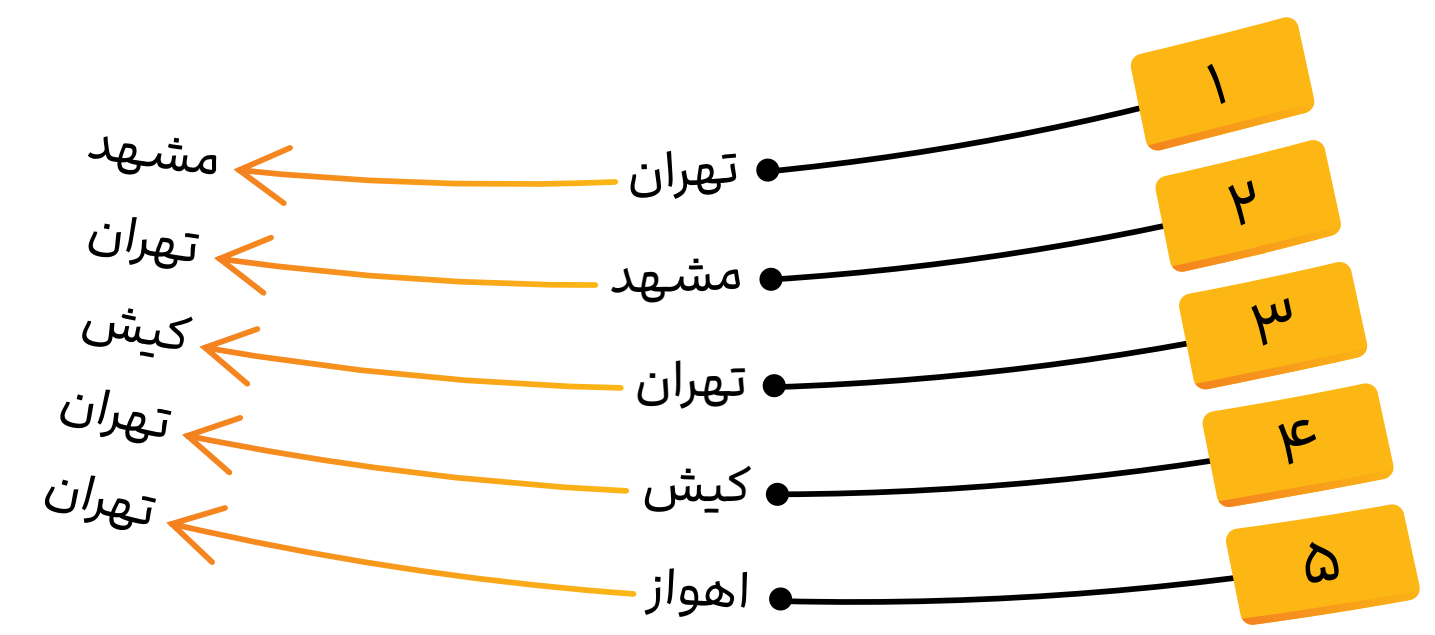 ۱ تهران مشهد
۲ مشهد تهران
۳ تهران کیش
۴ کیش تهران
۵ اهواز تهران